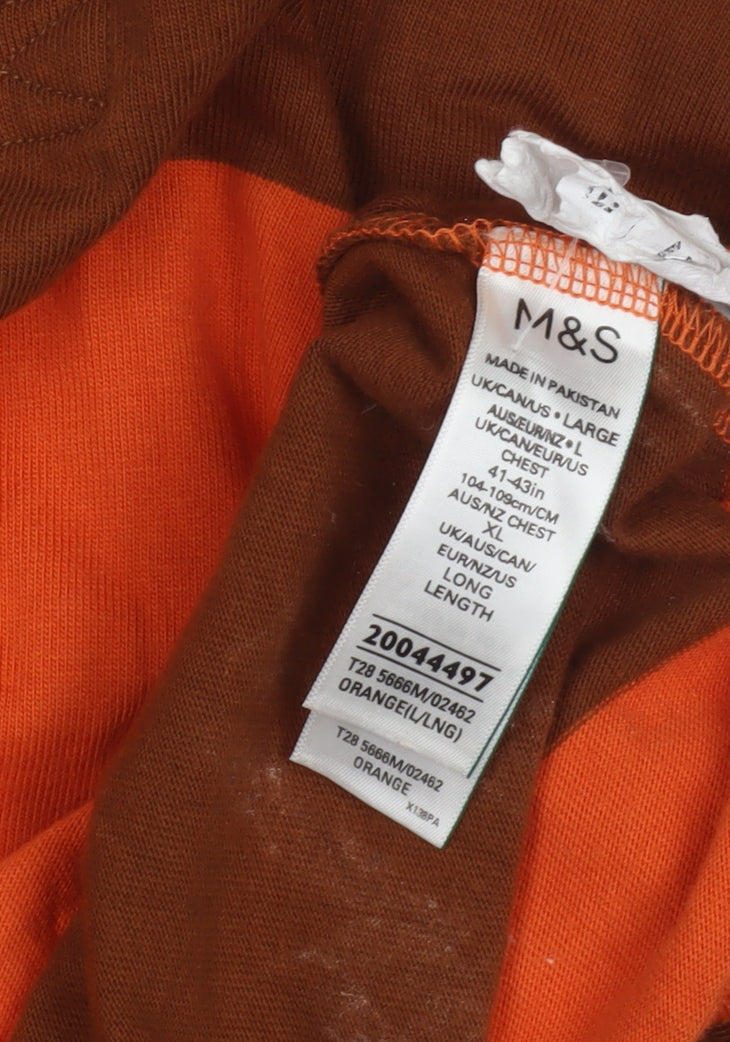 M&S
MADE IN PAKISTAN
UK/CAN/US • LARGE
AUS/EUR/NZ • L
UK/CAN/EUR/US
CHEST
41-43in
104-109cm/CM
AUS/NZ CHEST
XL
UK/AUS/CAN/
EUR/NZ/US
LONG
LENGTH
20044497
T28 5666M/02462
ORANGE(L/LNG)
T28 5666M/02462
ORANGE
X138PA